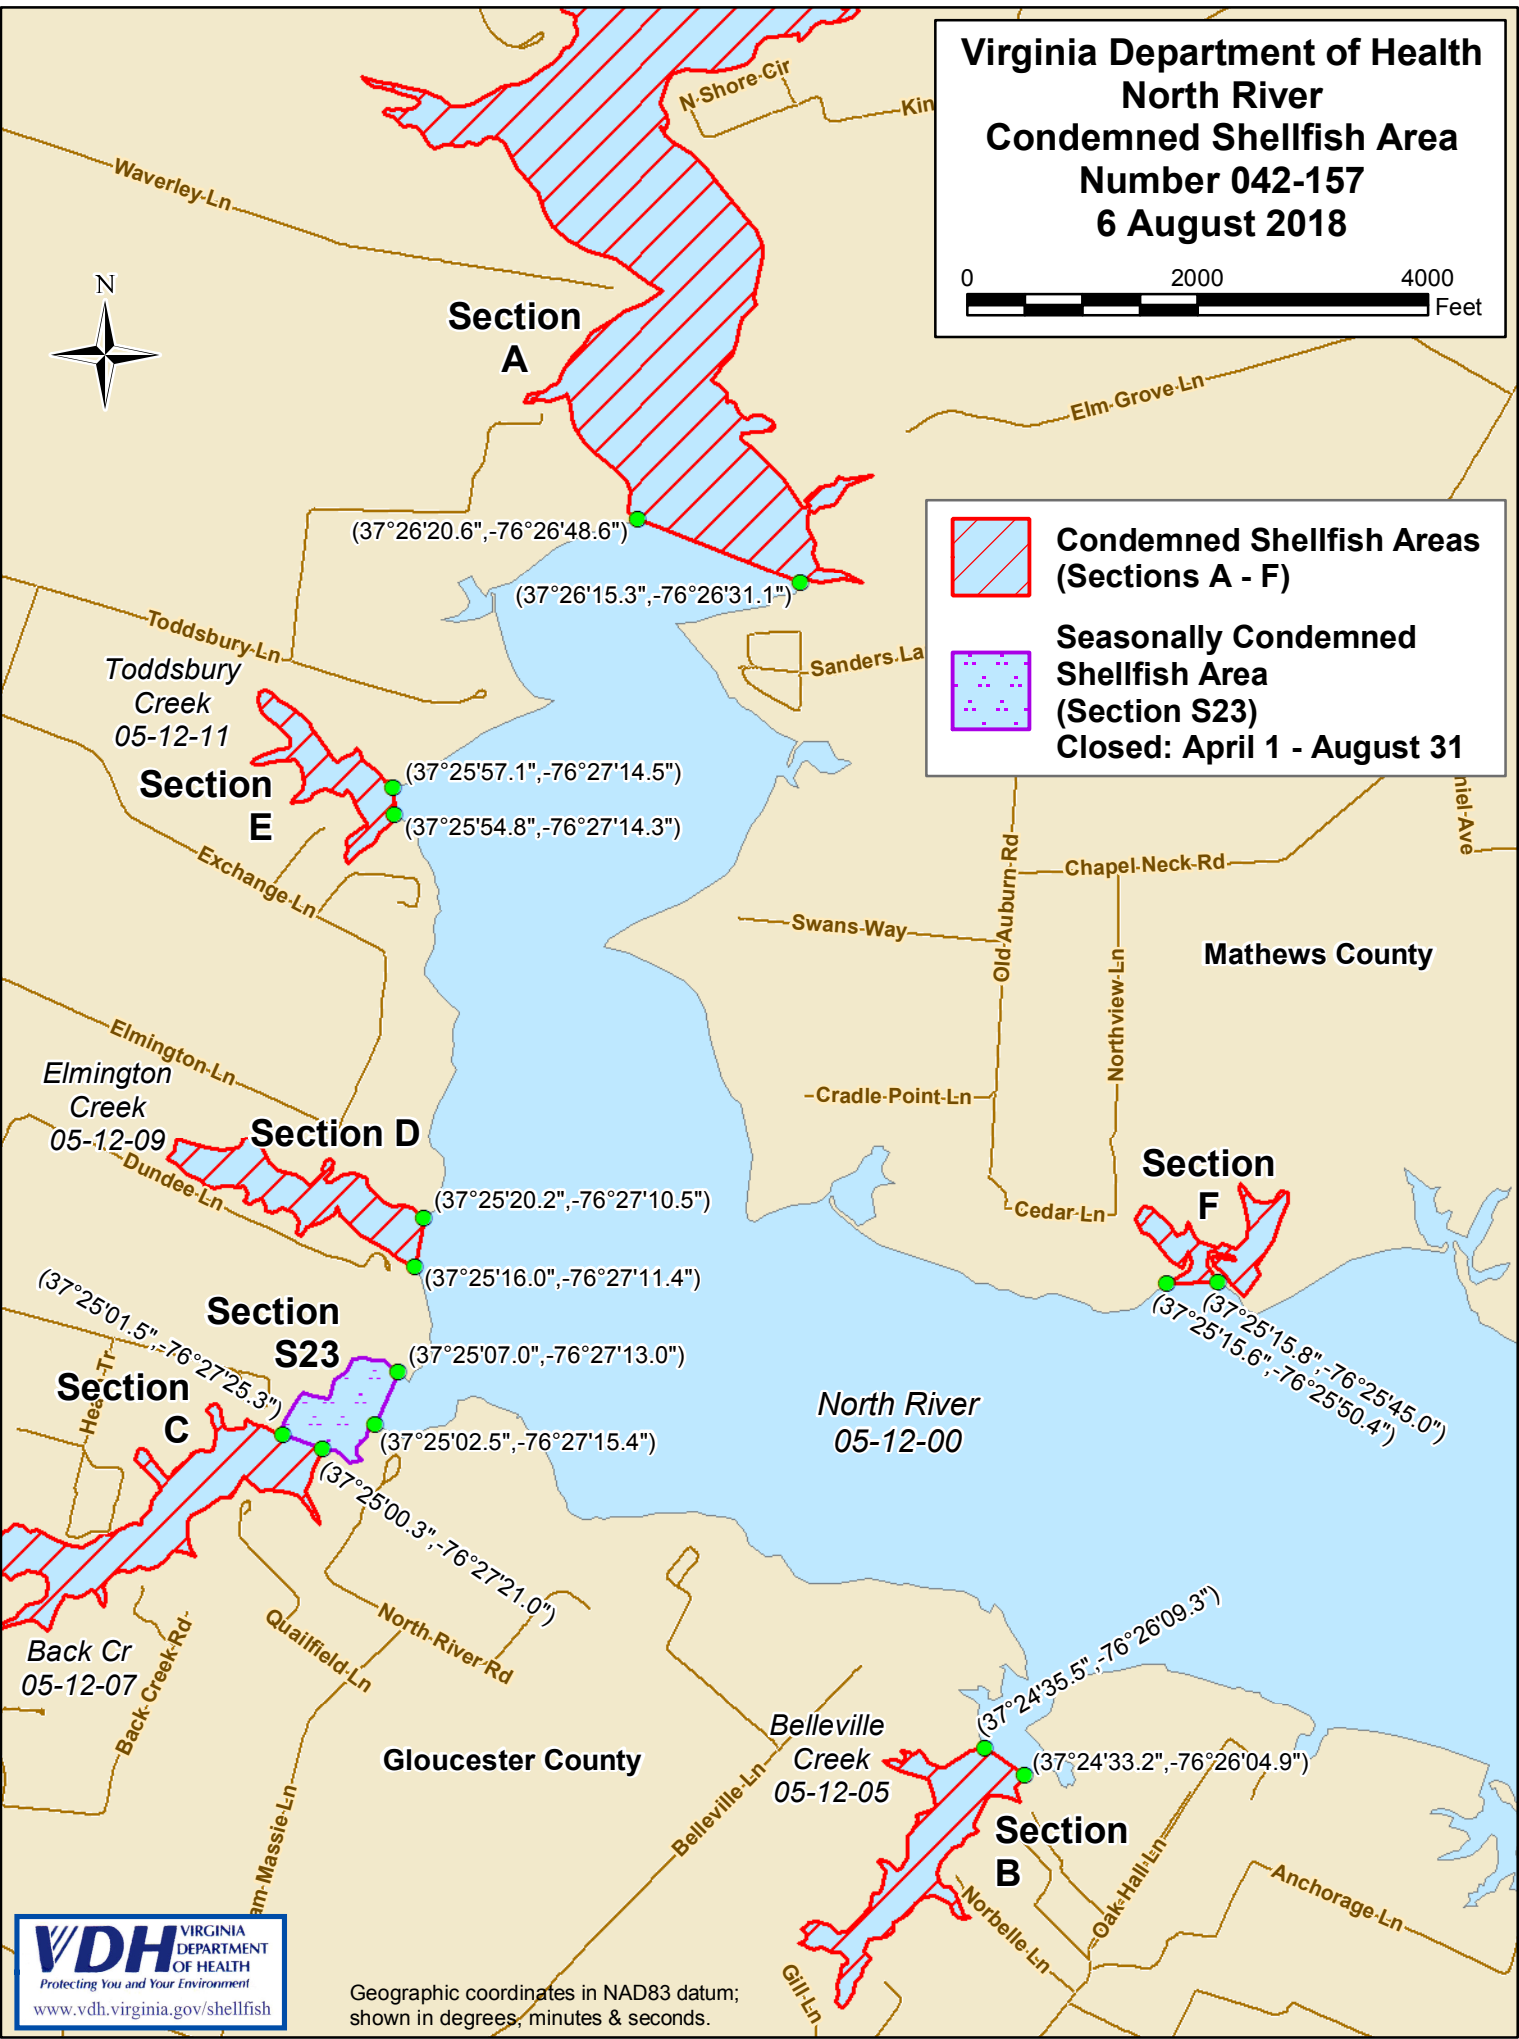 Virginia Department of Health
North River
Condemned Shellfish Area
Number 042-157
6 August 2018
0 2000 4000
Feet
N Shore Cir
Kin
Waverley Ln
N
Section
A
Elm Grove Ln
(37°26'20.6",-76°26'48.6")
(37°26'15.3",-76°26'31.1")
Condemned Shellfish Areas
(Sections A - F)
Seasonally Condemned
Shellfish Area
(Section S23)
Closed: April 1 - August 31
Toddsbury Ln
Sanders La
Toddsbury
Creek
05-12-11
Section
E
(37°25'57.1",-76°27'14.5")
(37°25'54.8",-76°27'14.3")
Exchange Ln
niel Ave
Old Auburn Rd
Chapel Neck Rd
Swans Way
Northview Ln
Mathews County
Elmington Ln
Elmington
Creek
05-12-09
Cradle Point Ln
Section D
Dundee Ln
Section
F
Cedar Ln
(37°25'20.2",-76°27'10.5")
(37°25'16.0",-76°27'11.4")
(37°25'15.8",-76°25'45.0")
(37°25'15.6",-76°25'50.4")
(37°25'01.5",-76°27'25.3")
Section
S23
(37°25'07.0",-76°27'13.0")
Section
C
(37°25'02.5",-76°27'15.4")
(37°25'00.3",-76°27'21.0")
North River
05-12-00
Back Cr
05-12-07
Back Creek Rd
Quailfield Ln
North River Rd
Gloucester County
am Massie Ln
Belleville Ln
Belleville
Creek
05-12-05
(37°24'35.5",-76°26'09.3")
(37°24'33.2",-76°26'04.9")
Section
B
Norbelle Ln
Oak Hall Ln
Anchorage Ln
Gill Ln
VDH VIRGINIA
DEPARTMENT
OF HEALTH
Protecting You and Your Environment
www.vdh.virginia.gov/shellfish
Geographic coordinates in NAD83 datum;
shown in degrees, minutes & seconds.